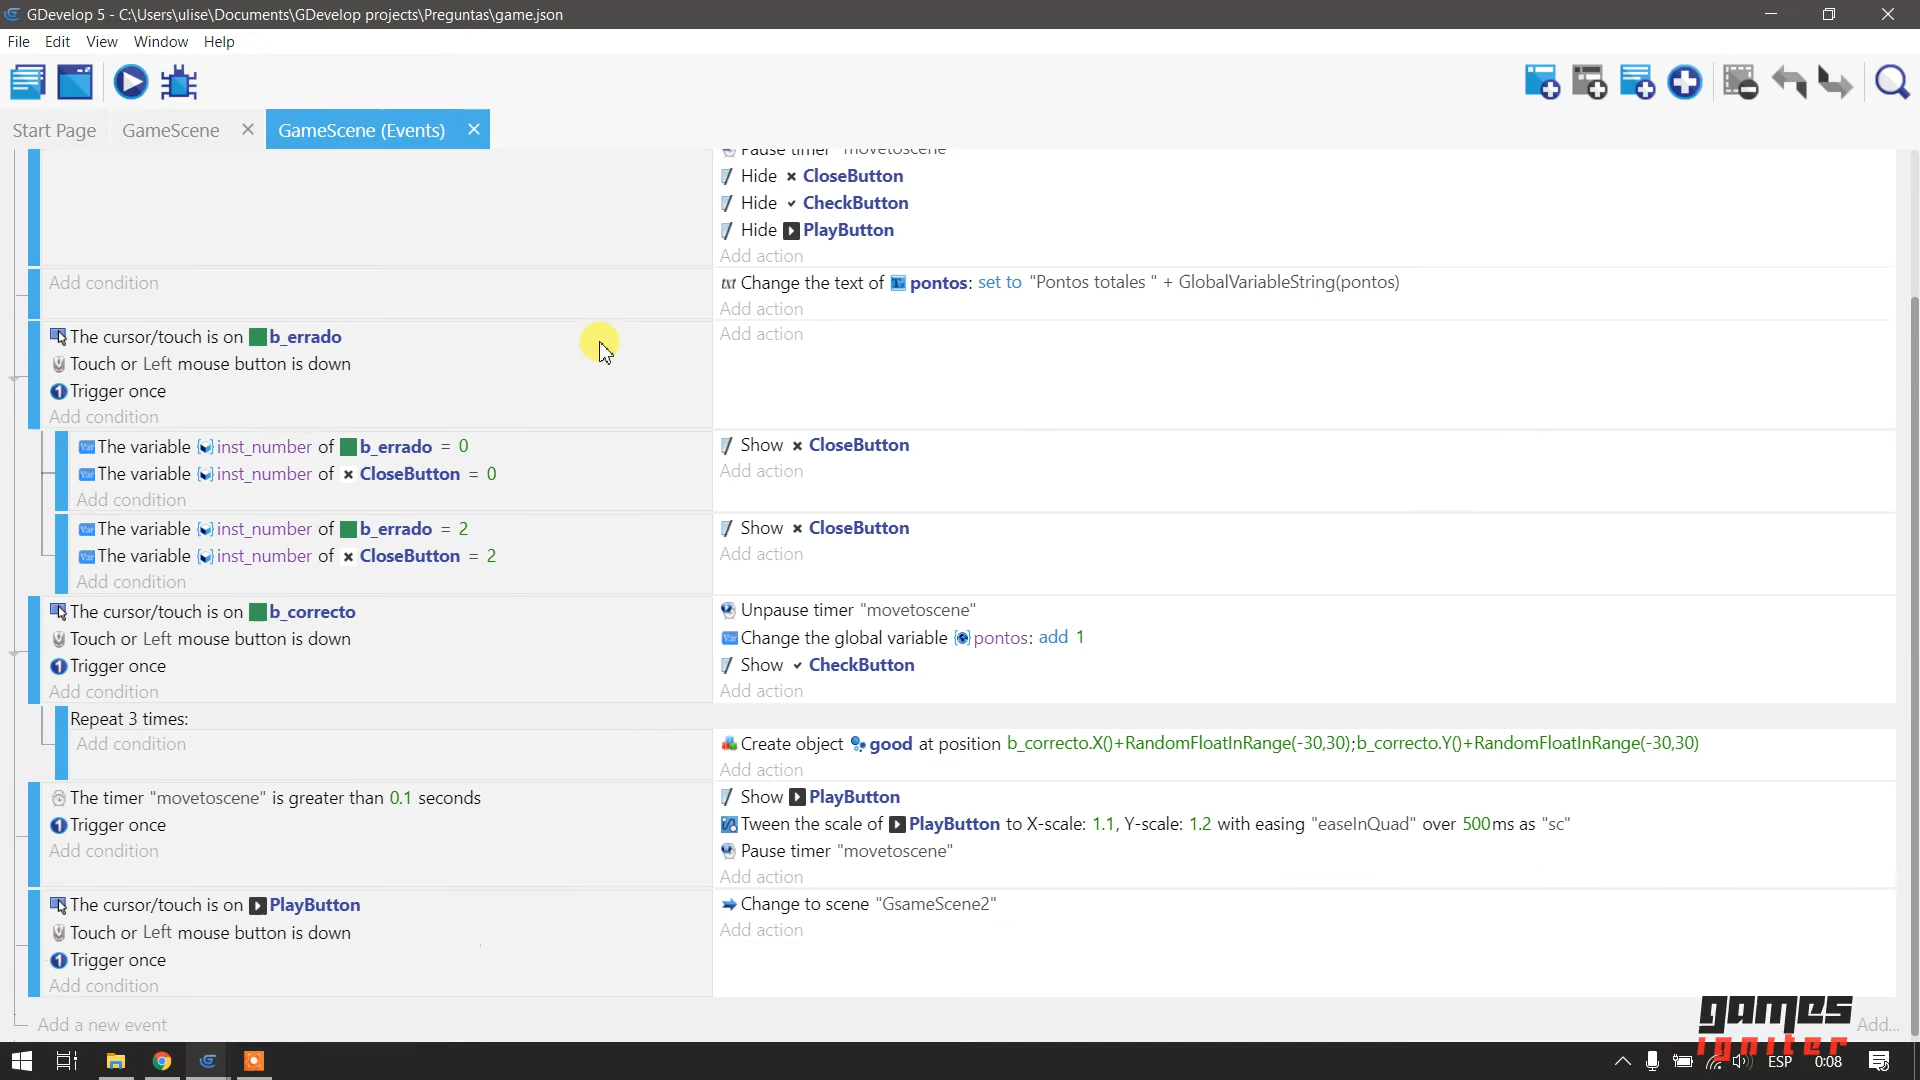 GDevelop 5 - C:\Users\ulise\Documents\GDevelop projects\Preguntas\game.json
File Edit View Window Help
Start Page GameScene GameScene (Events)
Pause timer "movetoscene"
Hide CloseButton
Hide CheckButton
Hide PlayButton
Add action
Add condition
Change the text of pontos: set to "Pontos totales " + GlobalVariableString(pontos)
Add action
The cursor/touch is on b_errado
Touch or Left mouse button is down
Trigger once
Add condition
Add action
The variable inst_number of b_errado = 0
The variable inst_number of CloseButton = 0
Add condition
Show CloseButton
Add action
The variable inst_number of b_errado = 2
The variable inst_number of CloseButton = 2
Add condition
Show CloseButton
Add action
The cursor/touch is on b_correcto
Touch or Left mouse button is down
Trigger once
Add condition
Unpause timer "movetoscene"
Change the global variable pontos: add 1
Show CheckButton
Add action
Repeat 3 times:
Add condition
Create object good at position b_correcto.X()+RandomFloatInRange(-30,30);b_correcto.Y()+RandomFloatInRange(-30,30)
Add action
The timer "movetoscene" is greater than 0.1 seconds
Trigger once
Add condition
Show PlayButton
Tween the scale of PlayButton to X-scale: 1.1, Y-scale: 1.2 with easing "easeInQuad" over 500ms as "sc"
Pause timer "movetoscene"
Add action
The cursor/touch is on PlayButton
Touch or Left mouse button is down
Trigger once
Add condition
Change to scene "GsameScene2"
Add action
Add a new event
Add...
games
igniter
ESP 0:08